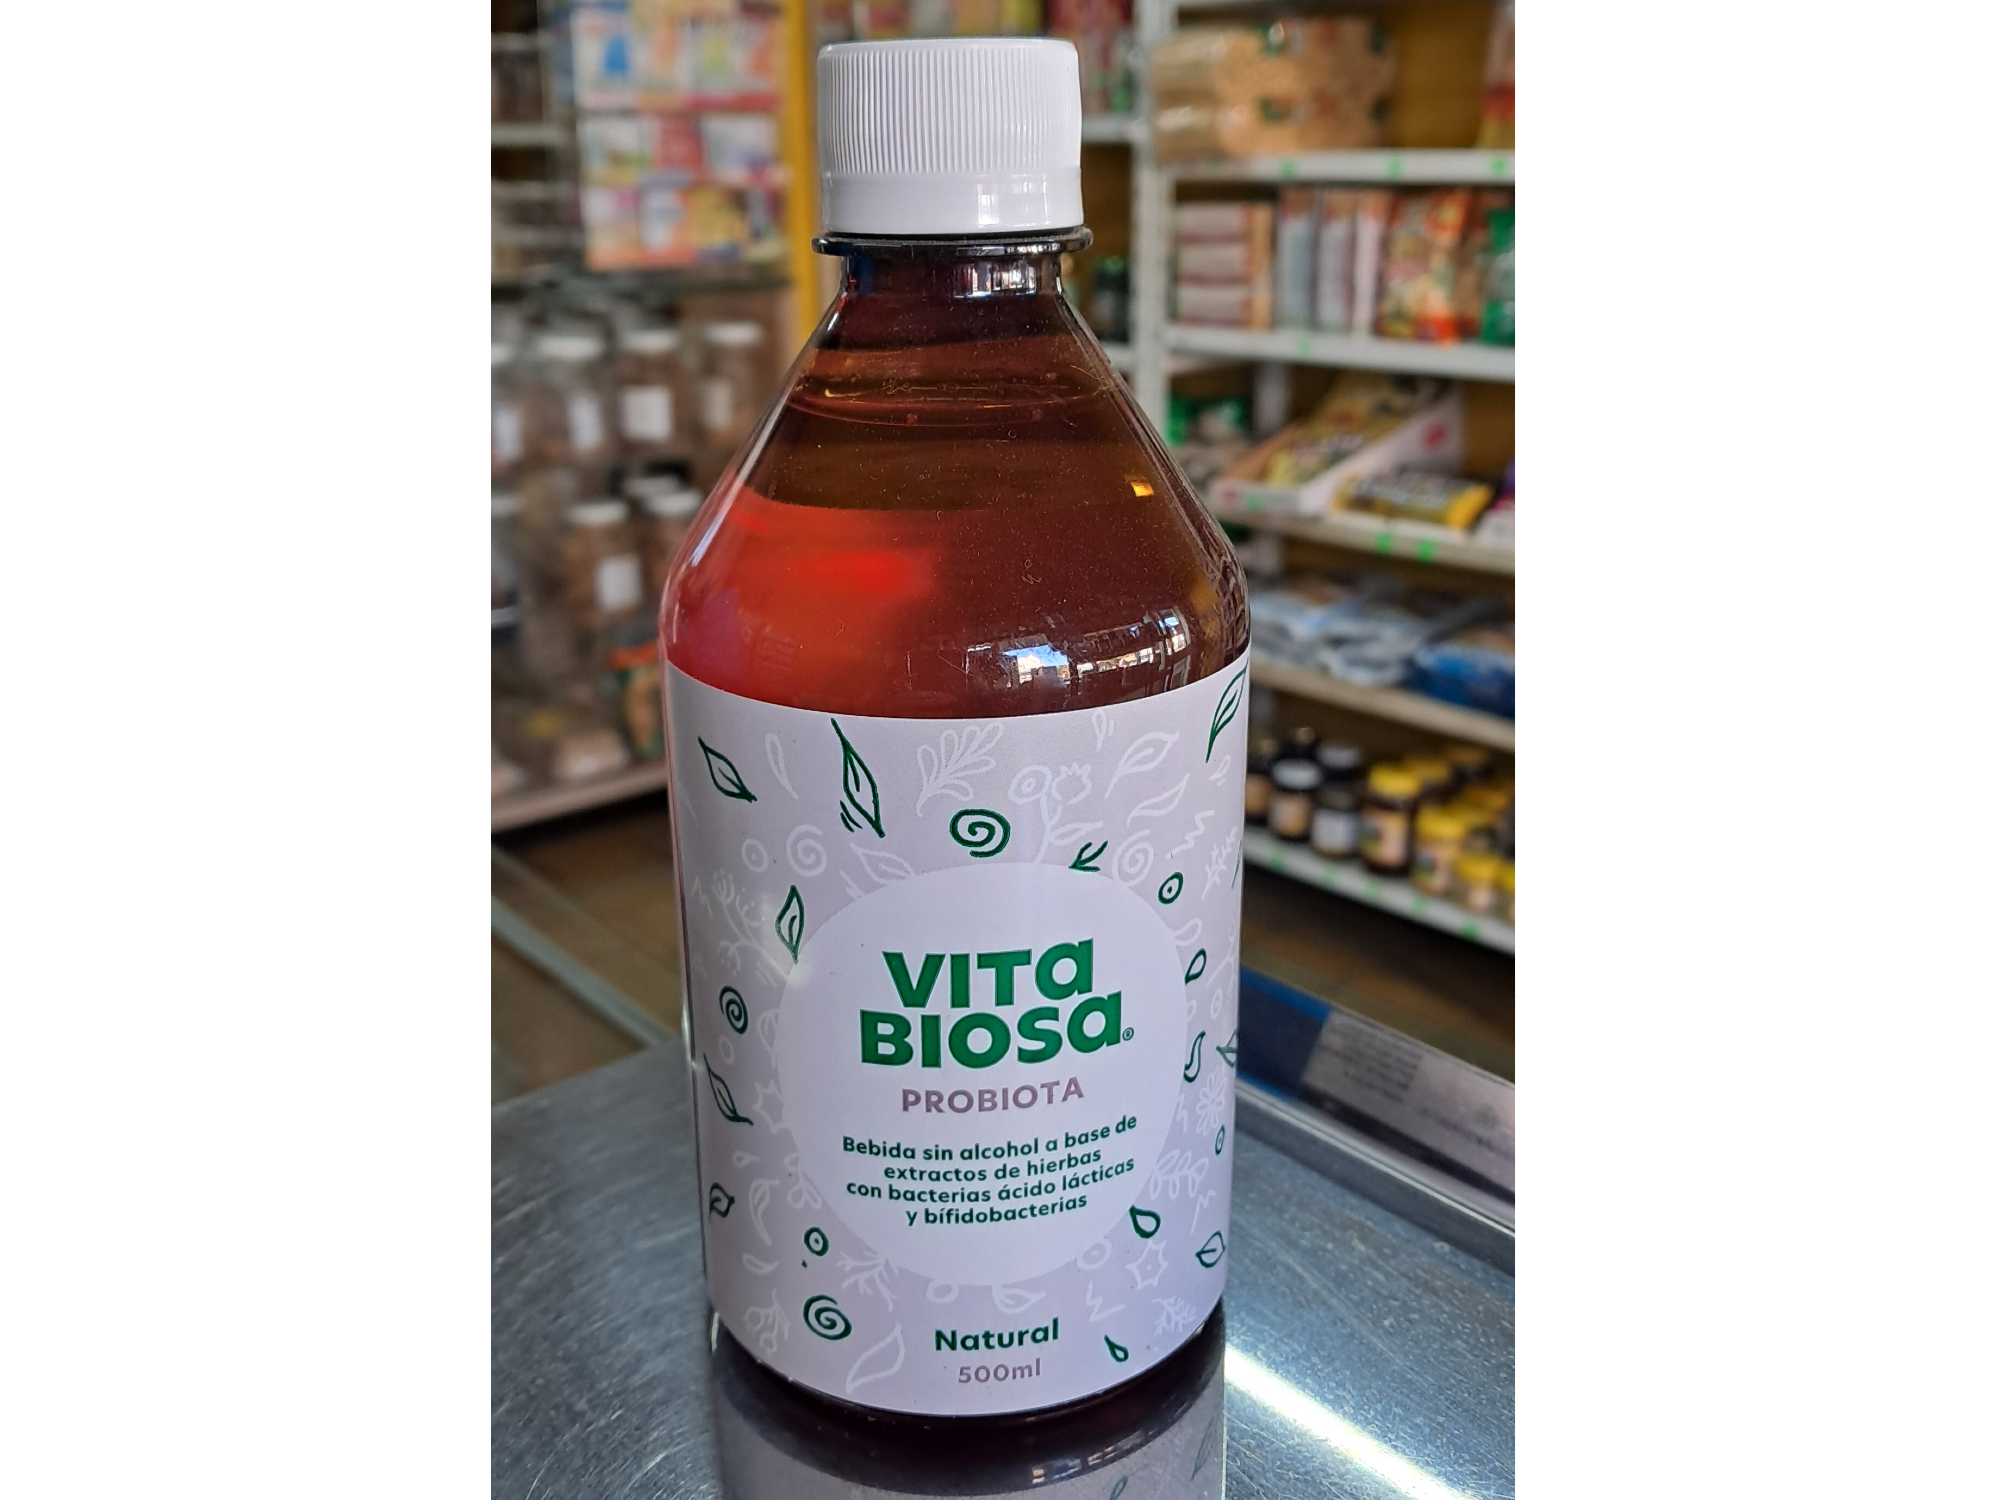 VITa
BIOSa®
PROBIOTA
Bebida sin alcohol a base de
extractos de hierbas
con bacterias ácido lácticas
y bífidobacterias
Natural
500ml